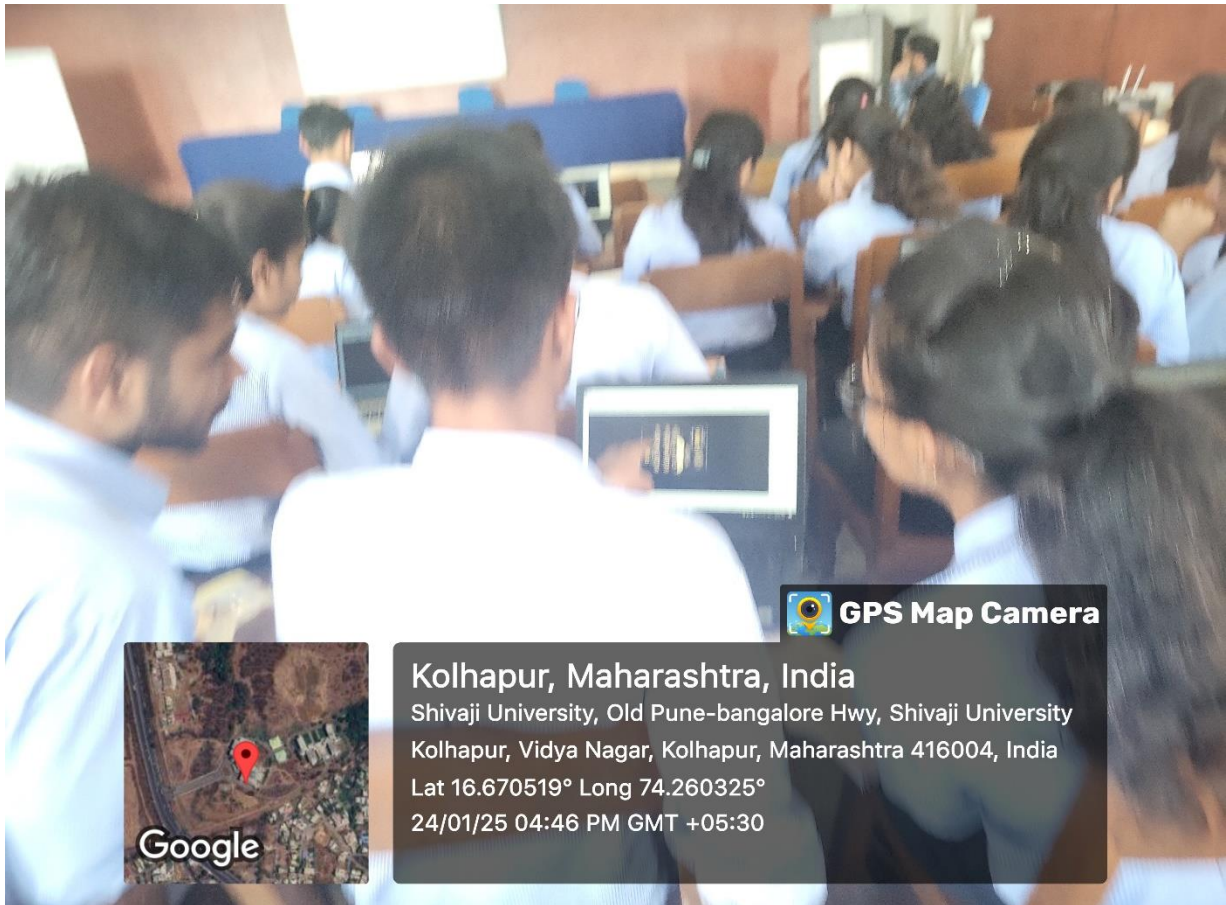 GPS Map Camera
Kolhapur, Maharashtra, India
Shivaji University, Old Pune-bangalore Hwy, Shivaji University
Kolhapur, Vidya Nagar, Kolhapur, Maharashtra 416004, India
Lat 16.670519° Long 74.260325°
24/01/25 04:46 PM GMT +05:30
Google